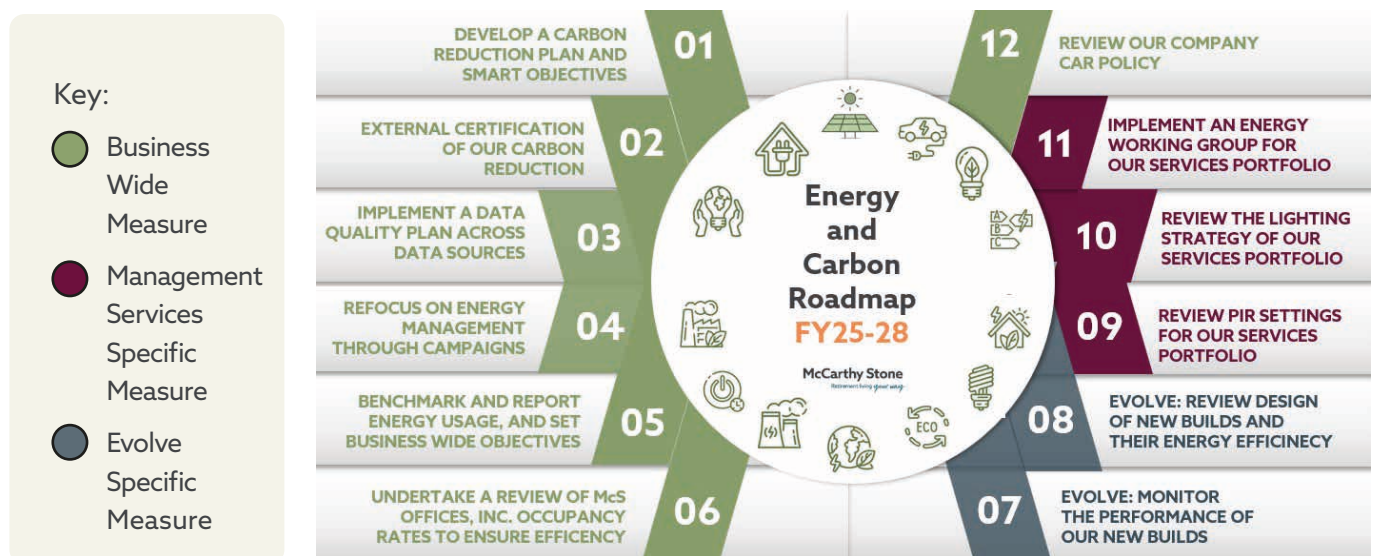 Key:
Business
Wide
Measure
Management
Services
Specific
Measure
Evolve
Specific
Measure
DEVELOP A CARBON
REDUCTION PLAN AND
SMART OBJECTIVES
01
EXTERNAL CERTIFICATION
OF OUR CARBON
REDUCTION
02
IMPLEMENT A DATA
QUALITY PLAN ACROSS
DATA SOURCES
03
REFOCUS ON ENERGY
MANAGEMENT
THROUGH CAMPAIGNS
04
BENCHMARK AND REPORT
ENERGY USAGE, AND SET
BUSINESS WIDE OBJECTIVES
05
UNDERTAKE A REVIEW OF McS
OFFICES, INC. OCCUPANCY
RATES TO ENSURE EFFICENCY
06
Energy
and
Carbon
Roadmap
FY25-28
McCarthy Stone
Retirement living your way
A
B
C
ECO
12
REVIEW OUR COMPANY
CAR POLICY
11
IMPLEMENT AN ENERGY
WORKING GROUP FOR
OUR SERVICES PORTFOLIO
10
REVIEW THE LIGHTING
STRATEGY OF OUR
SERVICES PORTFOLIO
09
REVIEW PIR SETTINGS
FOR OUR SERVICES
PORTFOLIO
08
EVOLVE: REVIEW DESIGN
OF NEW BUILDS AND
THEIR ENERGY EFFICINECY
07
EVOLVE: MONITOR
THE PERFORMANCE OF
OUR NEW BUILDS